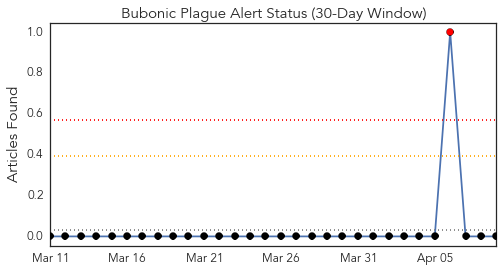 Bubonic Plague Alert Status (30-Day Window)
1.0
0.8
0.6
0.4
0.2
0.0
Articles Found
Mar 11 Mar 16 Mar 21 Mar 26 Mar 31 Apr 05